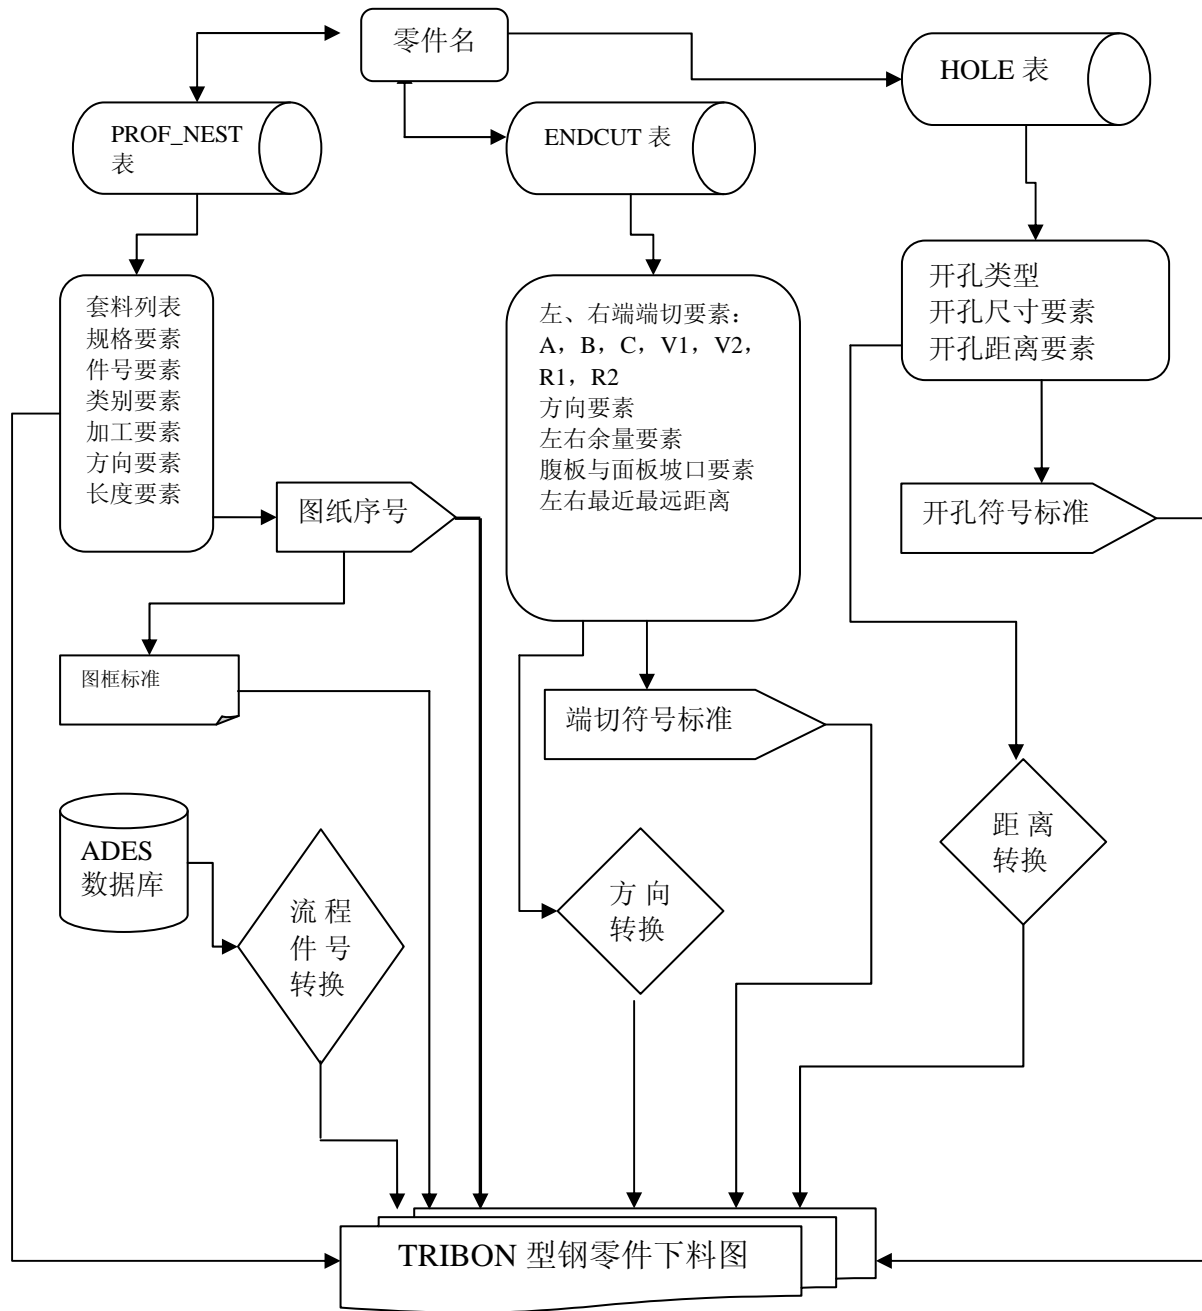 零件名
HOLE 表
PROF_NEST
表
ENDCUT 表
套料列表
规格要素
件号要素
类别要素
加工要素
方向要素
长度要素
左、右端端切要素：
A，B，C，V1，V2，
R1，R2
方向要素
左右余量要素
腹板与面板坡口要素
左右最近最远距离
开孔类型
开孔尺寸要素
开孔距离要素
图纸序号
开孔符号标准
图框标准
端切符号标准
ADES
数据库
流 程
件 号
转换
方 向
转换
距 离
转换
TRIBON 型钢零件下料图